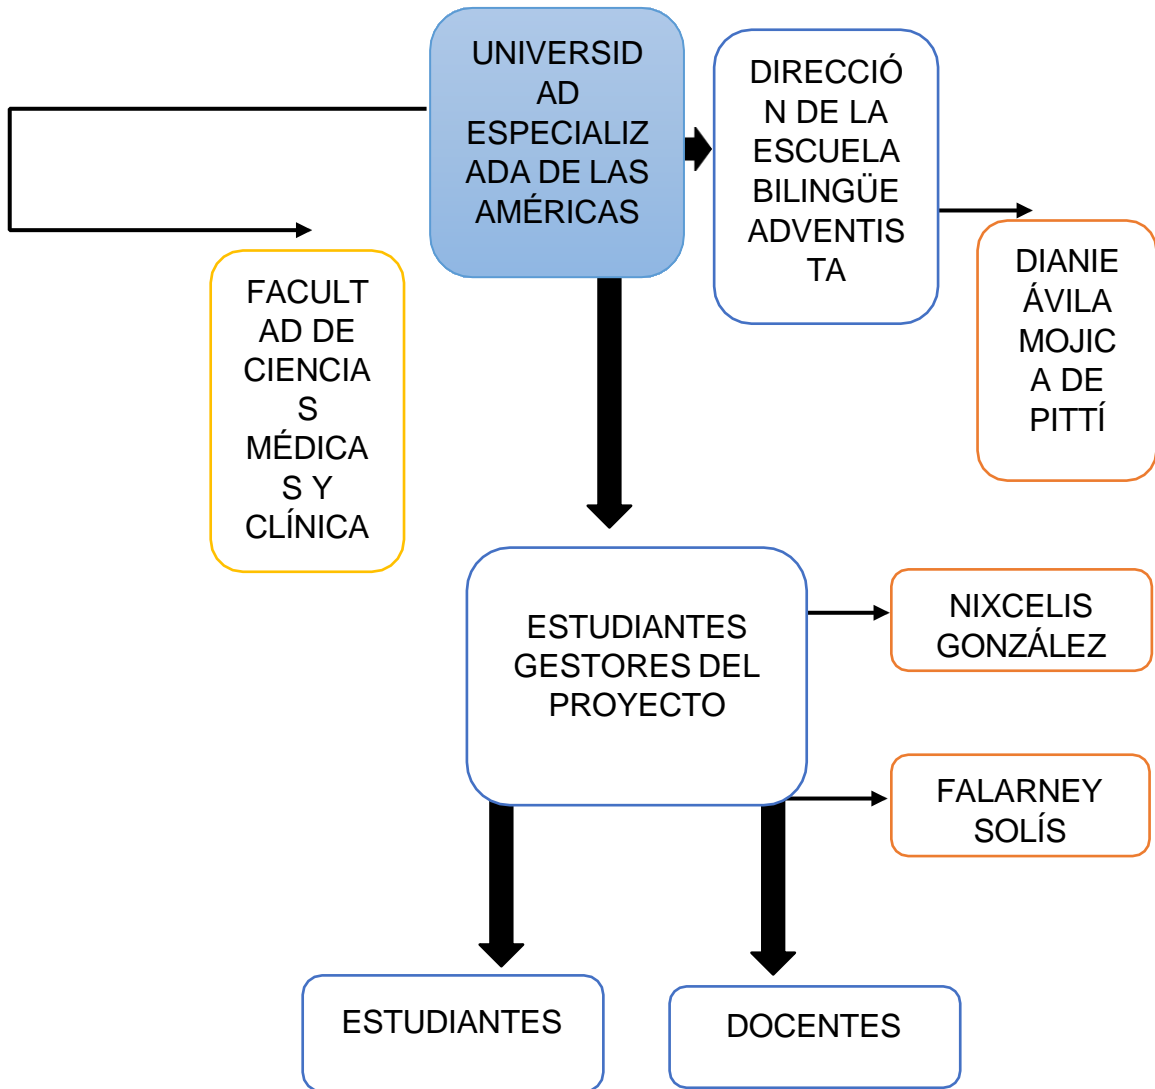 UNIVERSID
AD
ESPECIALIZ
ADA DE LAS
AMÉRICAS
DIRECCIÓ
N DE LA
ESCUELA
BILINGÜE
ADVENTIS
TA
FACULT
AD DE
CIENCIA
S
MÉDICA
S Y
CLÍNICA
DIANIE
ÁVILA
MOJIC
A DE
PITTÍ
ESTUDIANTES
GESTORES DEL
PROYECTO
NIXCELIS
GONZÁLEZ
FALARNEY
SOLÍS
ESTUDIANTES
DOCENTES